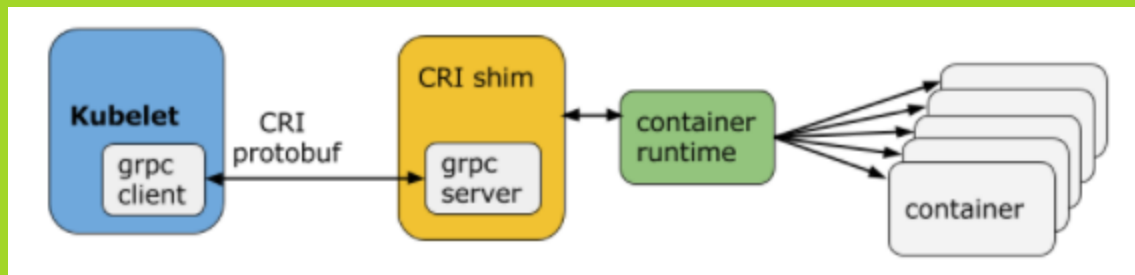 Kubelet
grpc
client
CRI
protobuf
CRI shim
grpc
server
container
runtime
container